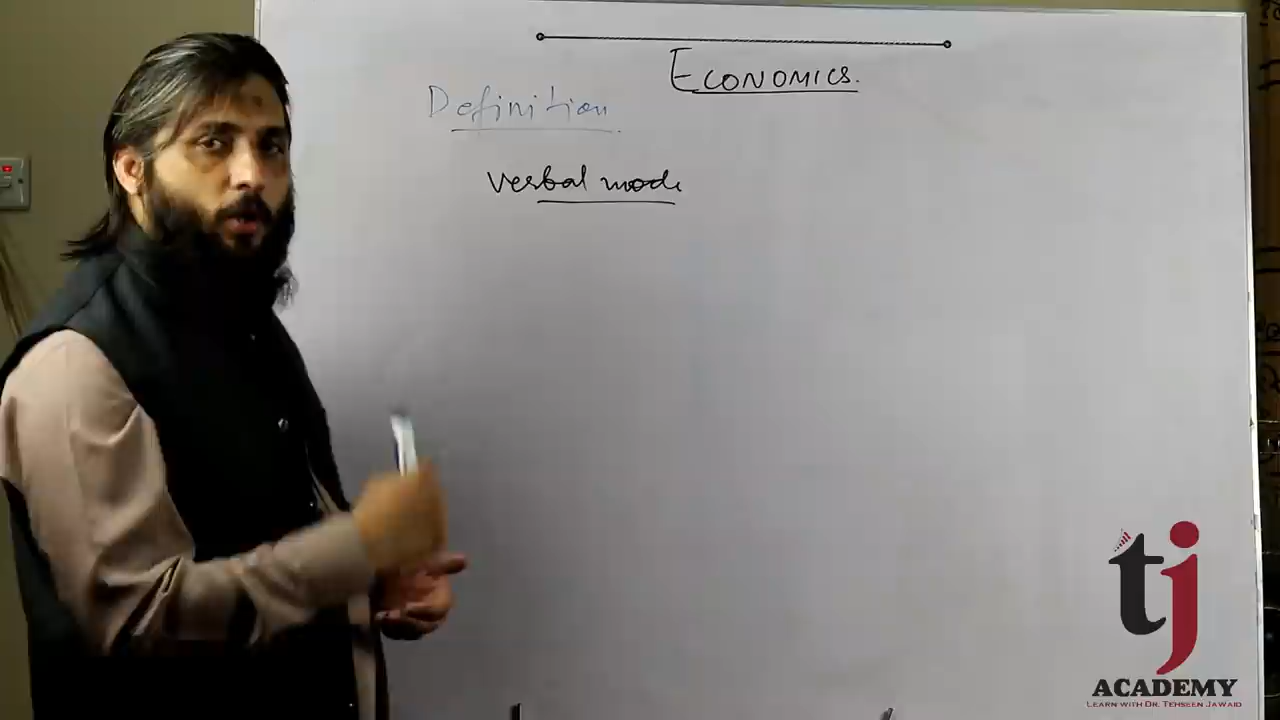 Economics.
Definition
verbal mode
tj
ACADEMY
LEARN WITH DR. TEHSEEN JAWAID